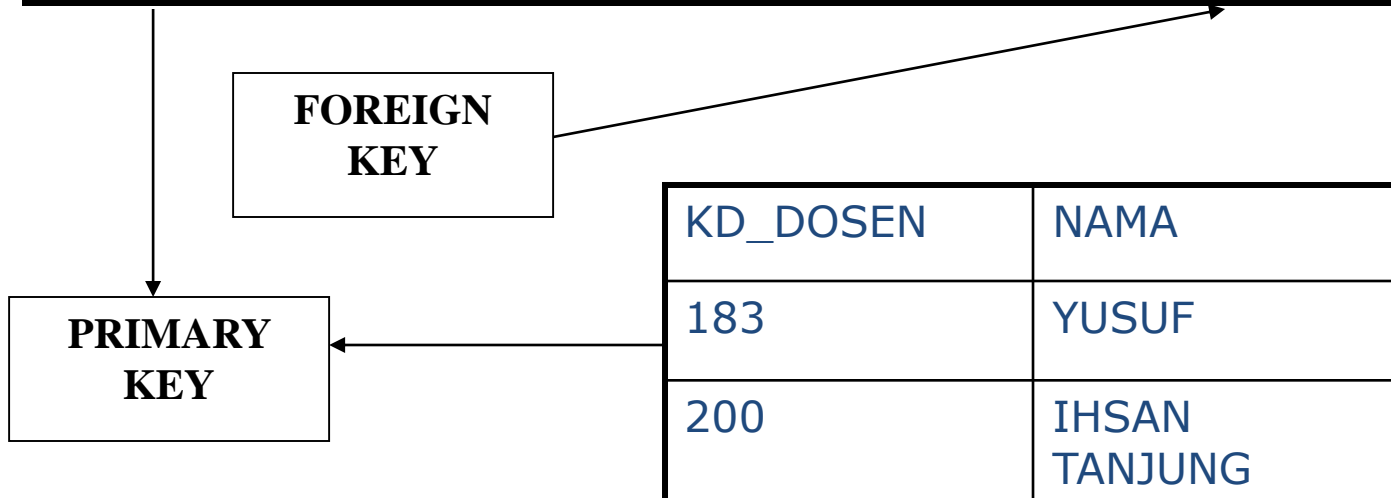 FOREIGN
KEY
KD_DOSEN NAMA
183 YUSUF
PRIMARY
KEY
200 IHSAN
TANJUNG